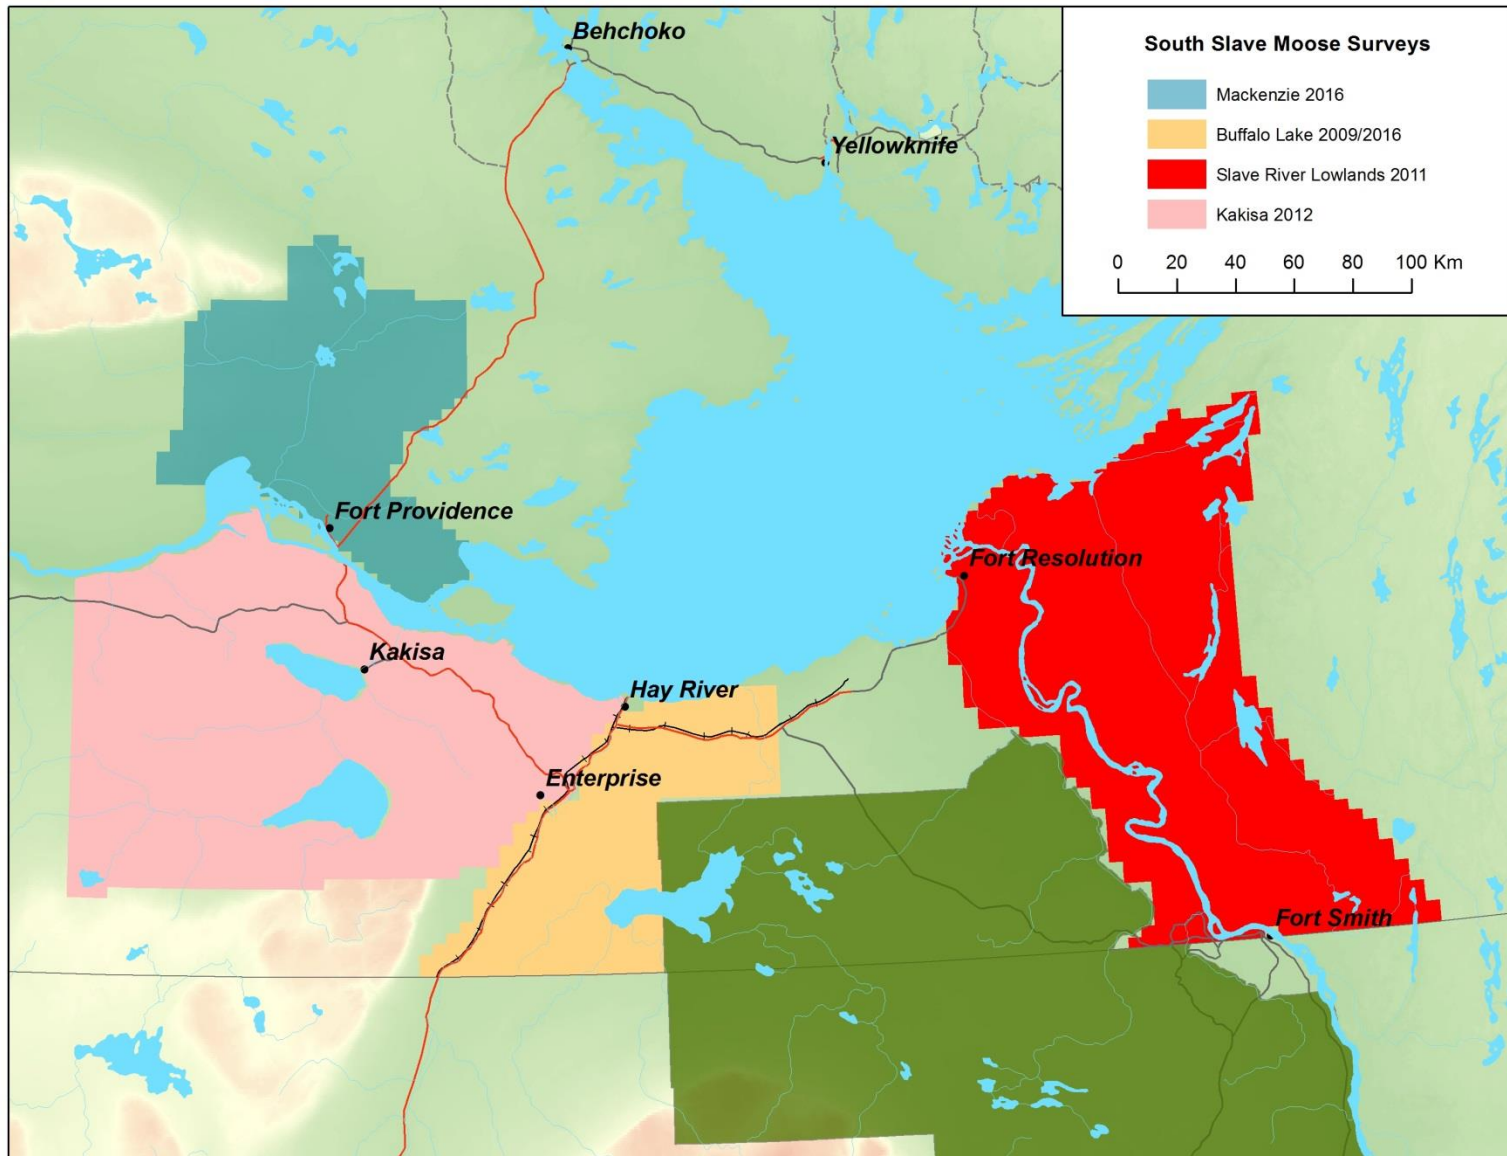 Behchoko
Yellowknife
South Slave Moose Surveys
Mackenzie 2016
Buffalo Lake 2009/2016
Slave River Lowlands 2011
Kakisa 2012
0 20 40 60 80 100 Km
Fort Providence
Fort Resolution
Kakisa
Hay River
Enterprise
Fort Smith